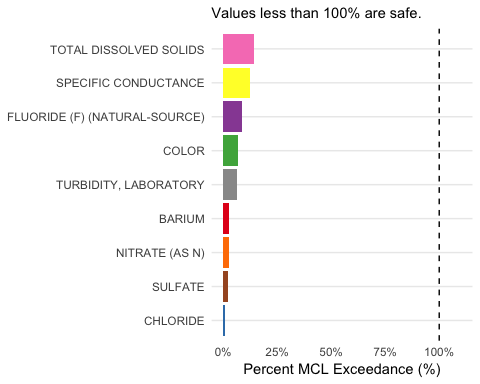 Values less than 100% are safe.
TOTAL DISSOLVED SOLIDS
SPECIFIC CONDUCTANCE
FLUORIDE (F) (NATURAL-SOURCE)
COLOR
TURBIDITY, LABORATORY
BARIUM
NITRATE (AS N)
SULFATE
CHLORIDE
0% 25% 50% 75% 100%
Percent MCL Exceedance (%)